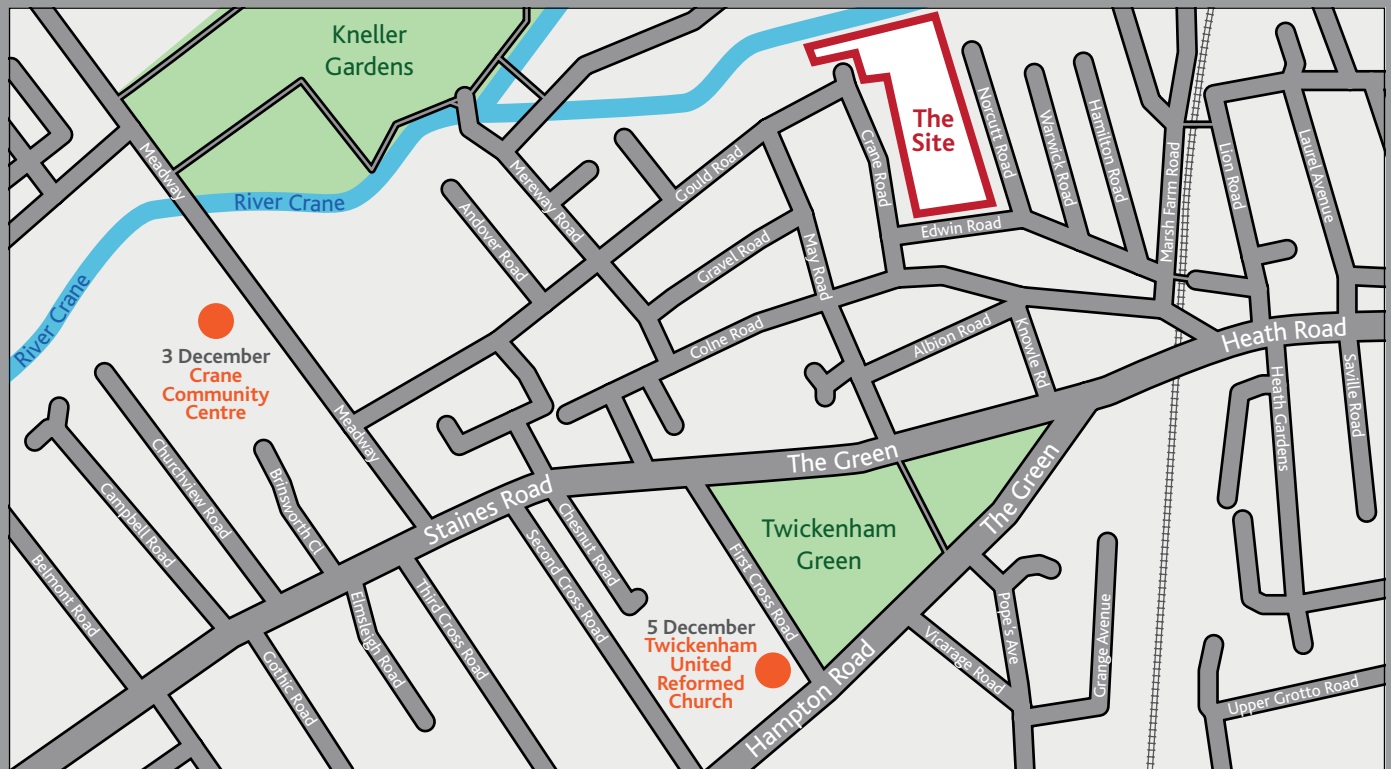 Kneller
Gardens
The
Site
Norcutt Road
Warwick Road
Hamilton Road
Marsh Farm Road
Lion Road
Laurel Avenue
Meadway
River Crane
Mereway Road
Gould Road
Crane Road
Andover Road
Gravel Road
May Road
Edwin Road
River Crane
3 December
Crane
Community
Centre
Colne Road
Albion Road
Knowle Rd
Heath Road
Heath Gardens
Saville Road
Meadway
Churchview Road
Campbell Road
Brinsworth Cl
Staines Road
The Green
The Green
Twickenham
Green
Belmont Road
Gothic Road
Elmsleigh Road
Third Cross Road
Second Cross Road
Chesnut Road
First Cross Road
5 December
Twickenham
United
Reformed
Church
Hampton Road
Vicarage Road
Pope's Ave
Grange Avenue
Upper Grotto Road